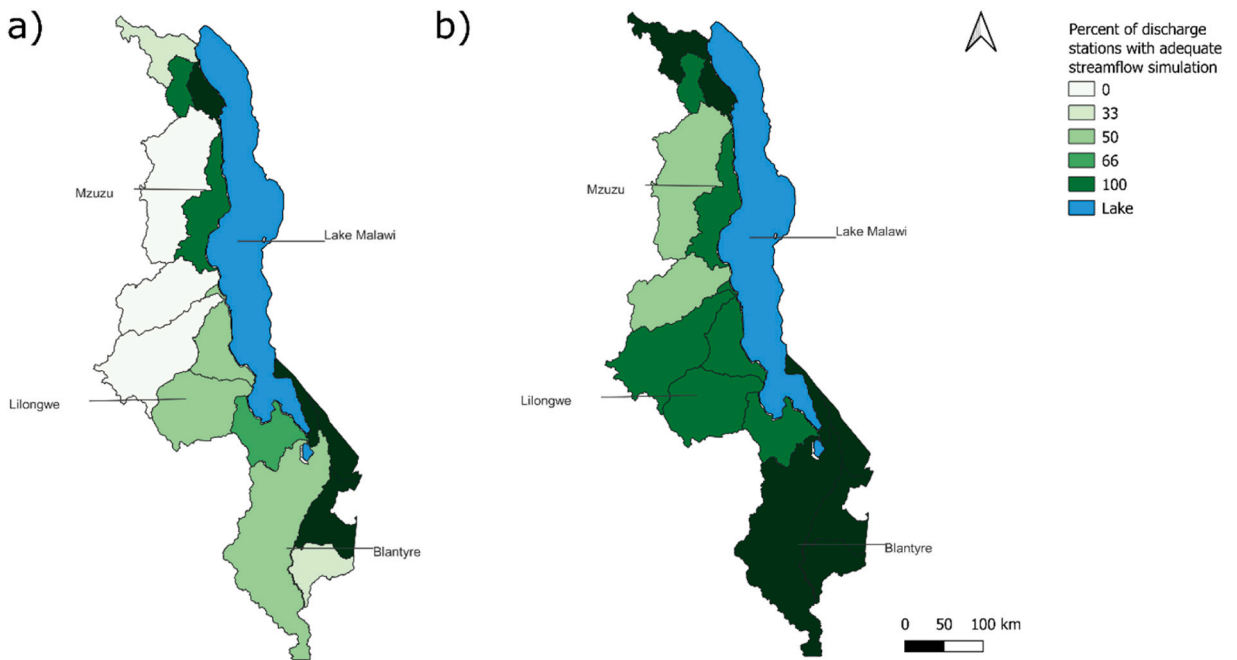 a)
b)
Percent of discharge
stations with adequate
streamflow simulation
0
33
50
66
100
Lake
Mzuzu
Lake Malawi
Lilongwe
Blantyre
Mzuzu
Lake Malawi
Lilongwe
Blantyre
0 50 100 km